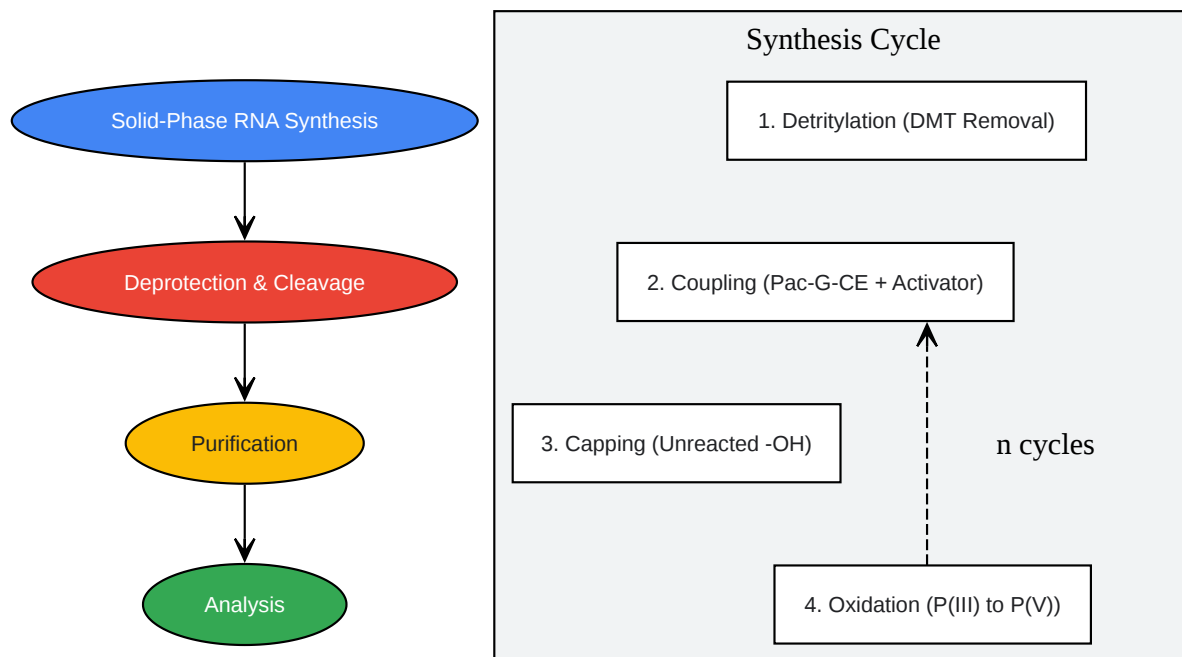 Solid-Phase RNA Synthesis
Deprotection & Cleavage
Purification
Analysis
Synthesis Cycle
1. Detritylation (DMT Removal)
2. Coupling (Pac-G-CE + Activator)
3. Capping (Unreacted -OH)
n cycles
4. Oxidation (P(III) to P(V))